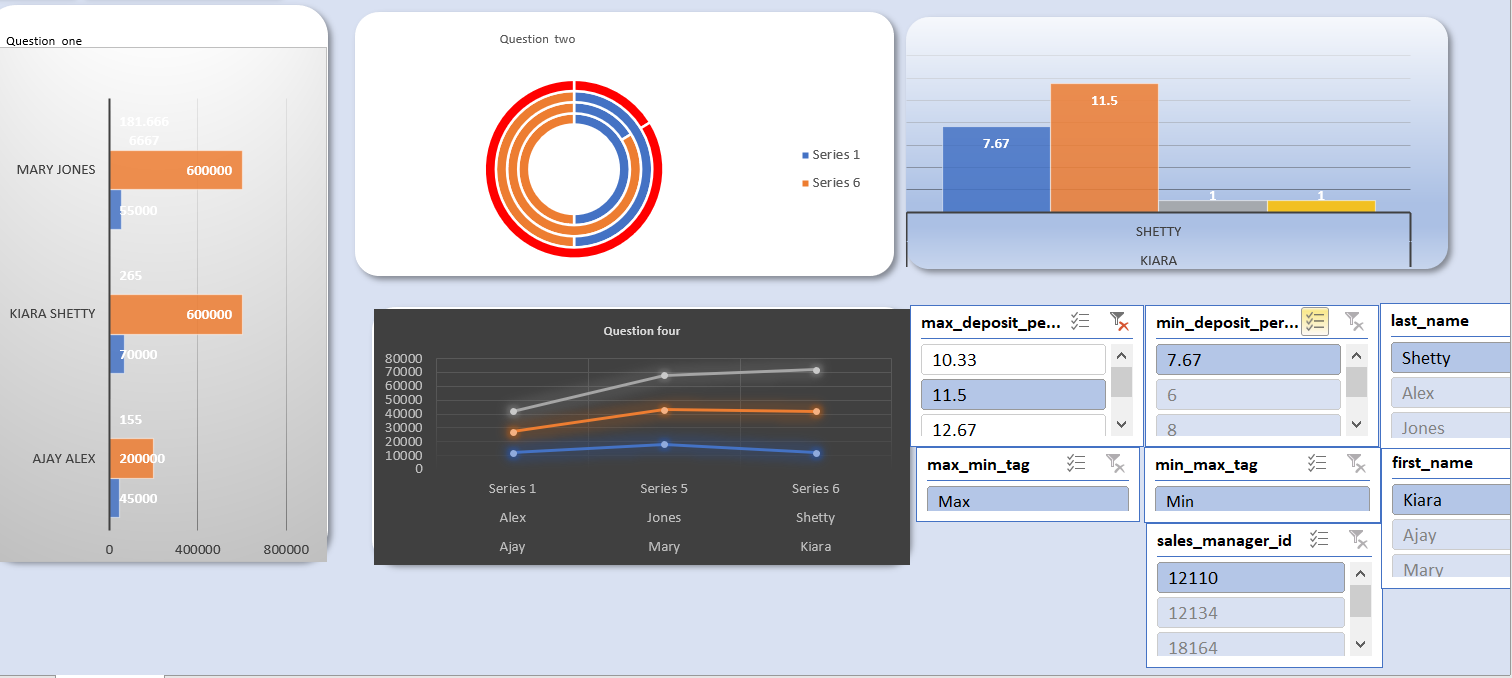 Question one
181.666
6667
MARY JONES
600000
55000
265
KIARA SHETTY
600000
70000
155
AJAY ALEX
200000
45000
0 400000 800000
Question two
Series 1
Series 6
7.67
11.5
1
1
SHETTY
KIARA
Question four
80000
70000
60000
50000
40000
30000
20000
10000
0
Series 1 Series 5 Series 6
Alex Jones Shetty
Ajay Mary Kiara
max_deposit_pe...
10.33
11.5
12.67
min_deposit_per...
7.67
6
8
last_name
Shetty
Alex
Jones
max_min_tag
Max
min_max_tag
Min
first_name
Kiara
Ajay
Mary
sales_manager_id
12110
12134
18164